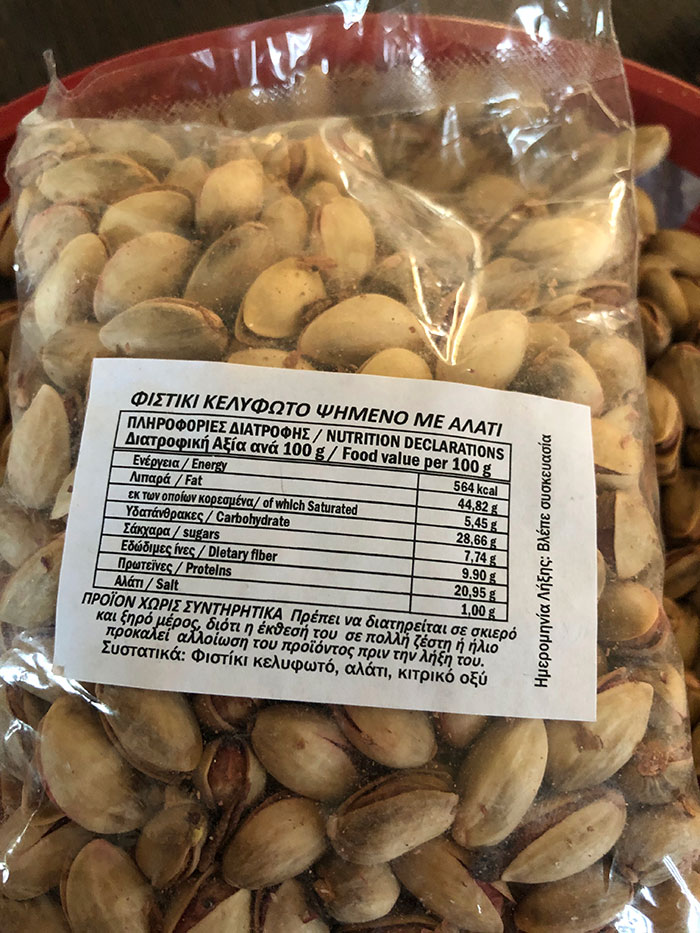 ΦΙΣΤΙΚΙ ΚΕΛΥΦΩΤΟ ΨΗΜΕΝΟ ΜΕ ΑΛΑΤΙ
ΠΛΗΡΟΦΟΡΙΕΣ ΔΙΑΤΡΟΦΗΣ / NUTRITION DECLARATIONS
Διατροφική Αξία ανά 100 g / Food value per 100 g
Ενέργεια / Energy 564 kcal
Λιπαρά / Fat 44,82 g
εκ των οποίων κορεσμένα/ of which Saturated 5,45 g
Υδατάνθρακες / Carbohydrate 28,66 g
Σάκχαρα / sugars 7,74 g
Εδώδιμες ίνες / Dietary fiber 9.90 g
Πρωτεΐνες / Proteins 20,95 g
Αλάτι / Salt 1,00 g
ΠΡΟΪΟΝ ΧΩΡΙΣ ΣΥΝΤΗΡΗΤΙΚΑ Πρέπει να διατηρείται σε σκιερό
και ξηρό μέρος, διότι η έκθεσή του σε πολλή ζέστη ή ήλιο
προκαλεί αλλοίωση του προϊόντος πριν την λήξη του.
Συστατικά: Φιστίκι κελυφωτό, αλάτι, κιτρικό οξύ
Ημερομηνία Λήξης: Βλέπε συσκευασία